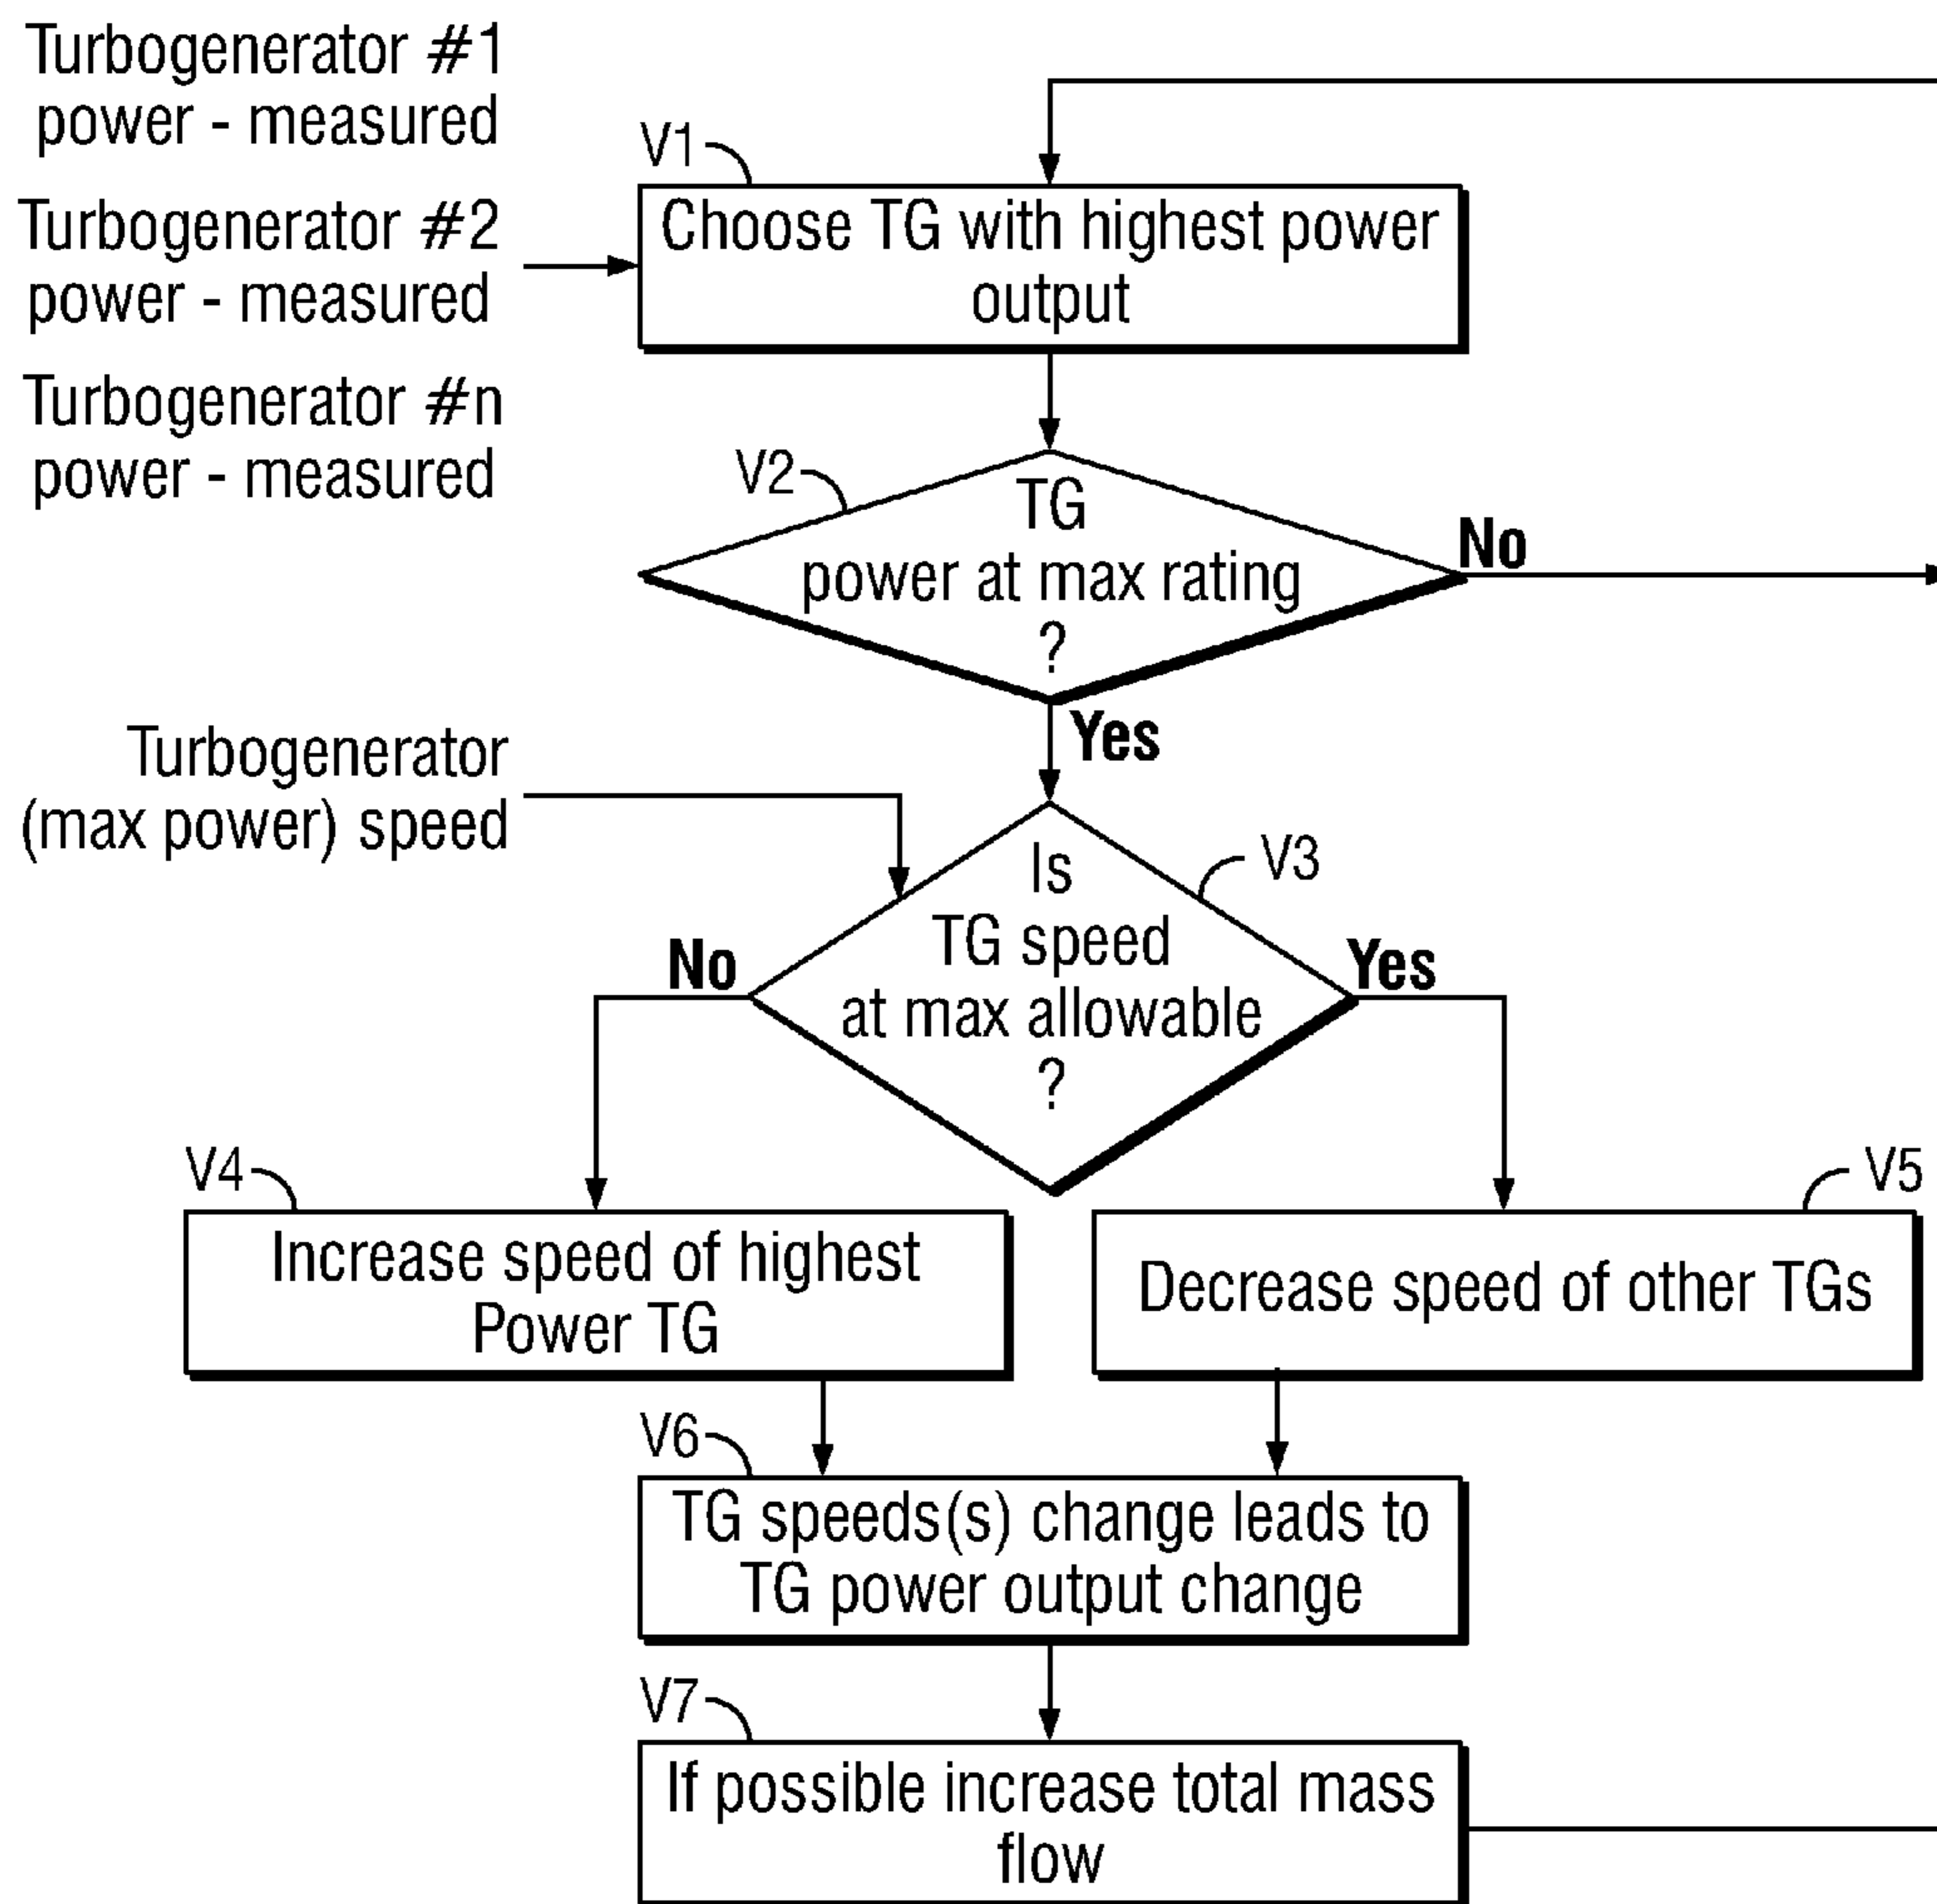 Turbogenerator #1
power - measured
Turbogenerator #2
power - measured
Turbogenerator #n
power - measured
V1
Choose TG with highest power
output
V2
TG
power at max rating
?
No
Yes
Turbogenerator
(max power) speed
V3
Is
TG speed
at max allowable
?
No
Yes
V4
Increase speed of highest
Power TG
V5
Decrease speed of other TGs
V6
TG speeds(s) change leads to
TG power output change
V7
If possible increase total mass
flow